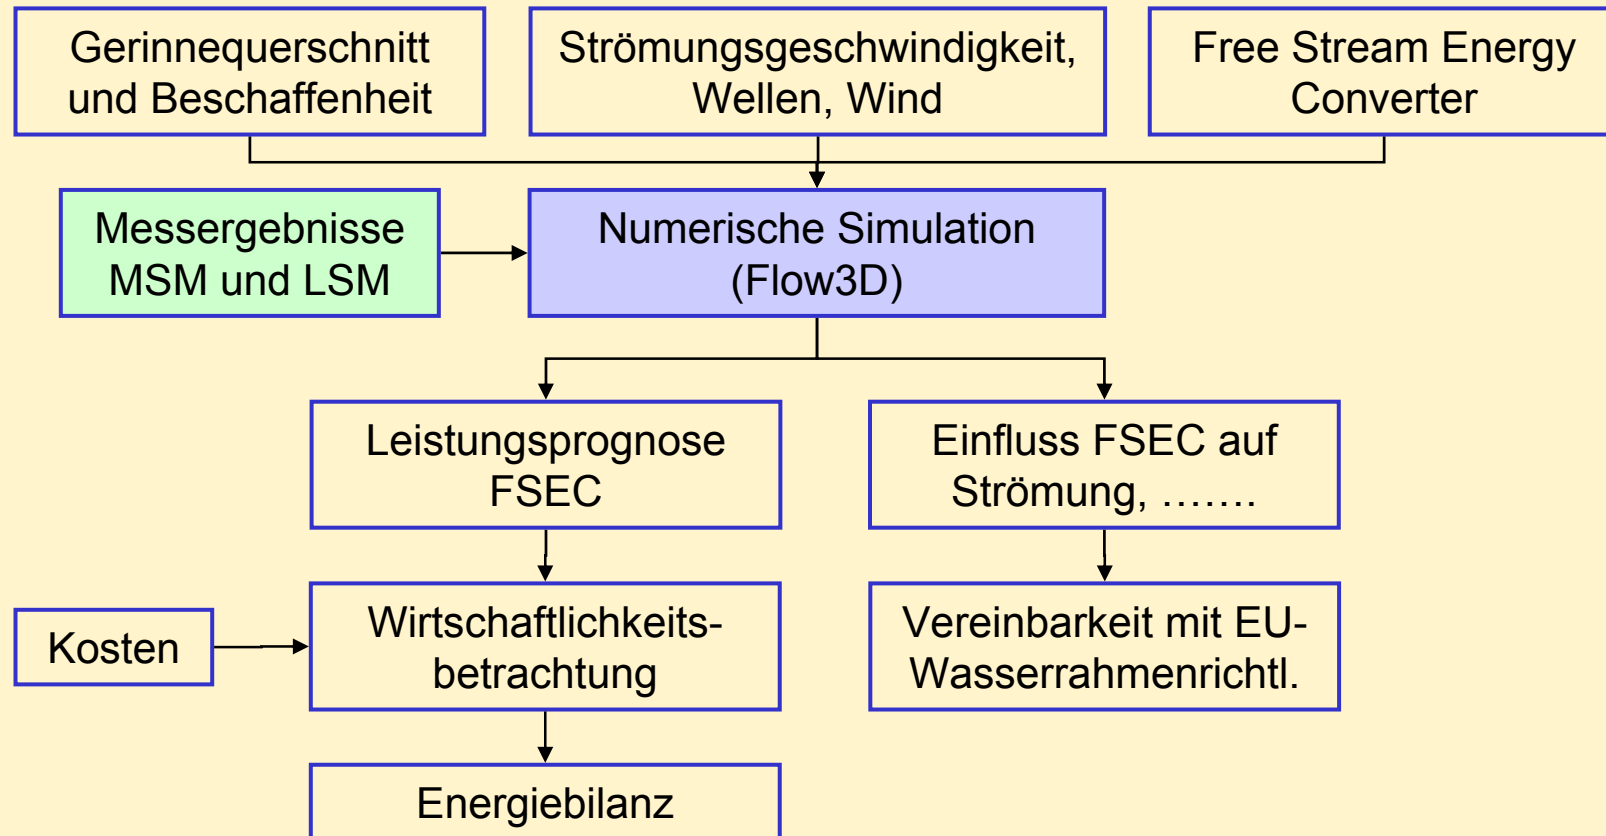 Gerinnequerschnitt
und Beschaffenheit
Strömungsgeschwindigkeit,
Wellen, Wind
Free Stream Energy
Converter
Messergebnisse
MSM und LSM
Numerische Simulation
(Flow3D)
Leistungsprognose
FSEC
Einfluss FSEC auf
Strömung, …….
Kosten
Wirtschaftlichkeits-
betrachtung
Vereinbarkeit mit EU-
Wasserrahmenrichtl.
Energiebilanz